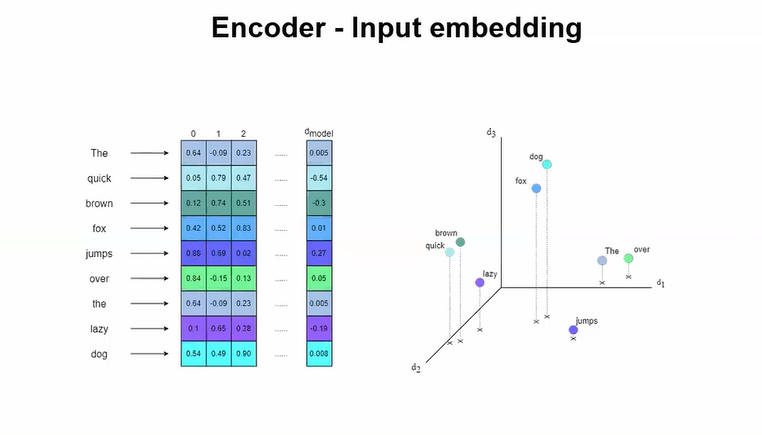 Encoder - Input embedding
0 1 2 dmodel
The 0.64 -0.09 0.23 ...... 0.005
quick 0.05 0.79 0.47 ...... -0.54
brown 0.12 0.74 0.51 ...... -0.3
fox 0.42 0.52 0.83 ...... 0.01
jumps 0.88 0.69 0.02 ...... 0.27
over 0.84 -0.15 0.13 ...... 0.05
the 0.64 -0.09 0.23 ...... 0.005
lazy 0.1 0.65 0.28 ...... -0.19
dog 0.54 0.49 0.90 ...... 0.008
d3
dog
fox
brown
quick
The over
lazy
d1
jumps
d2